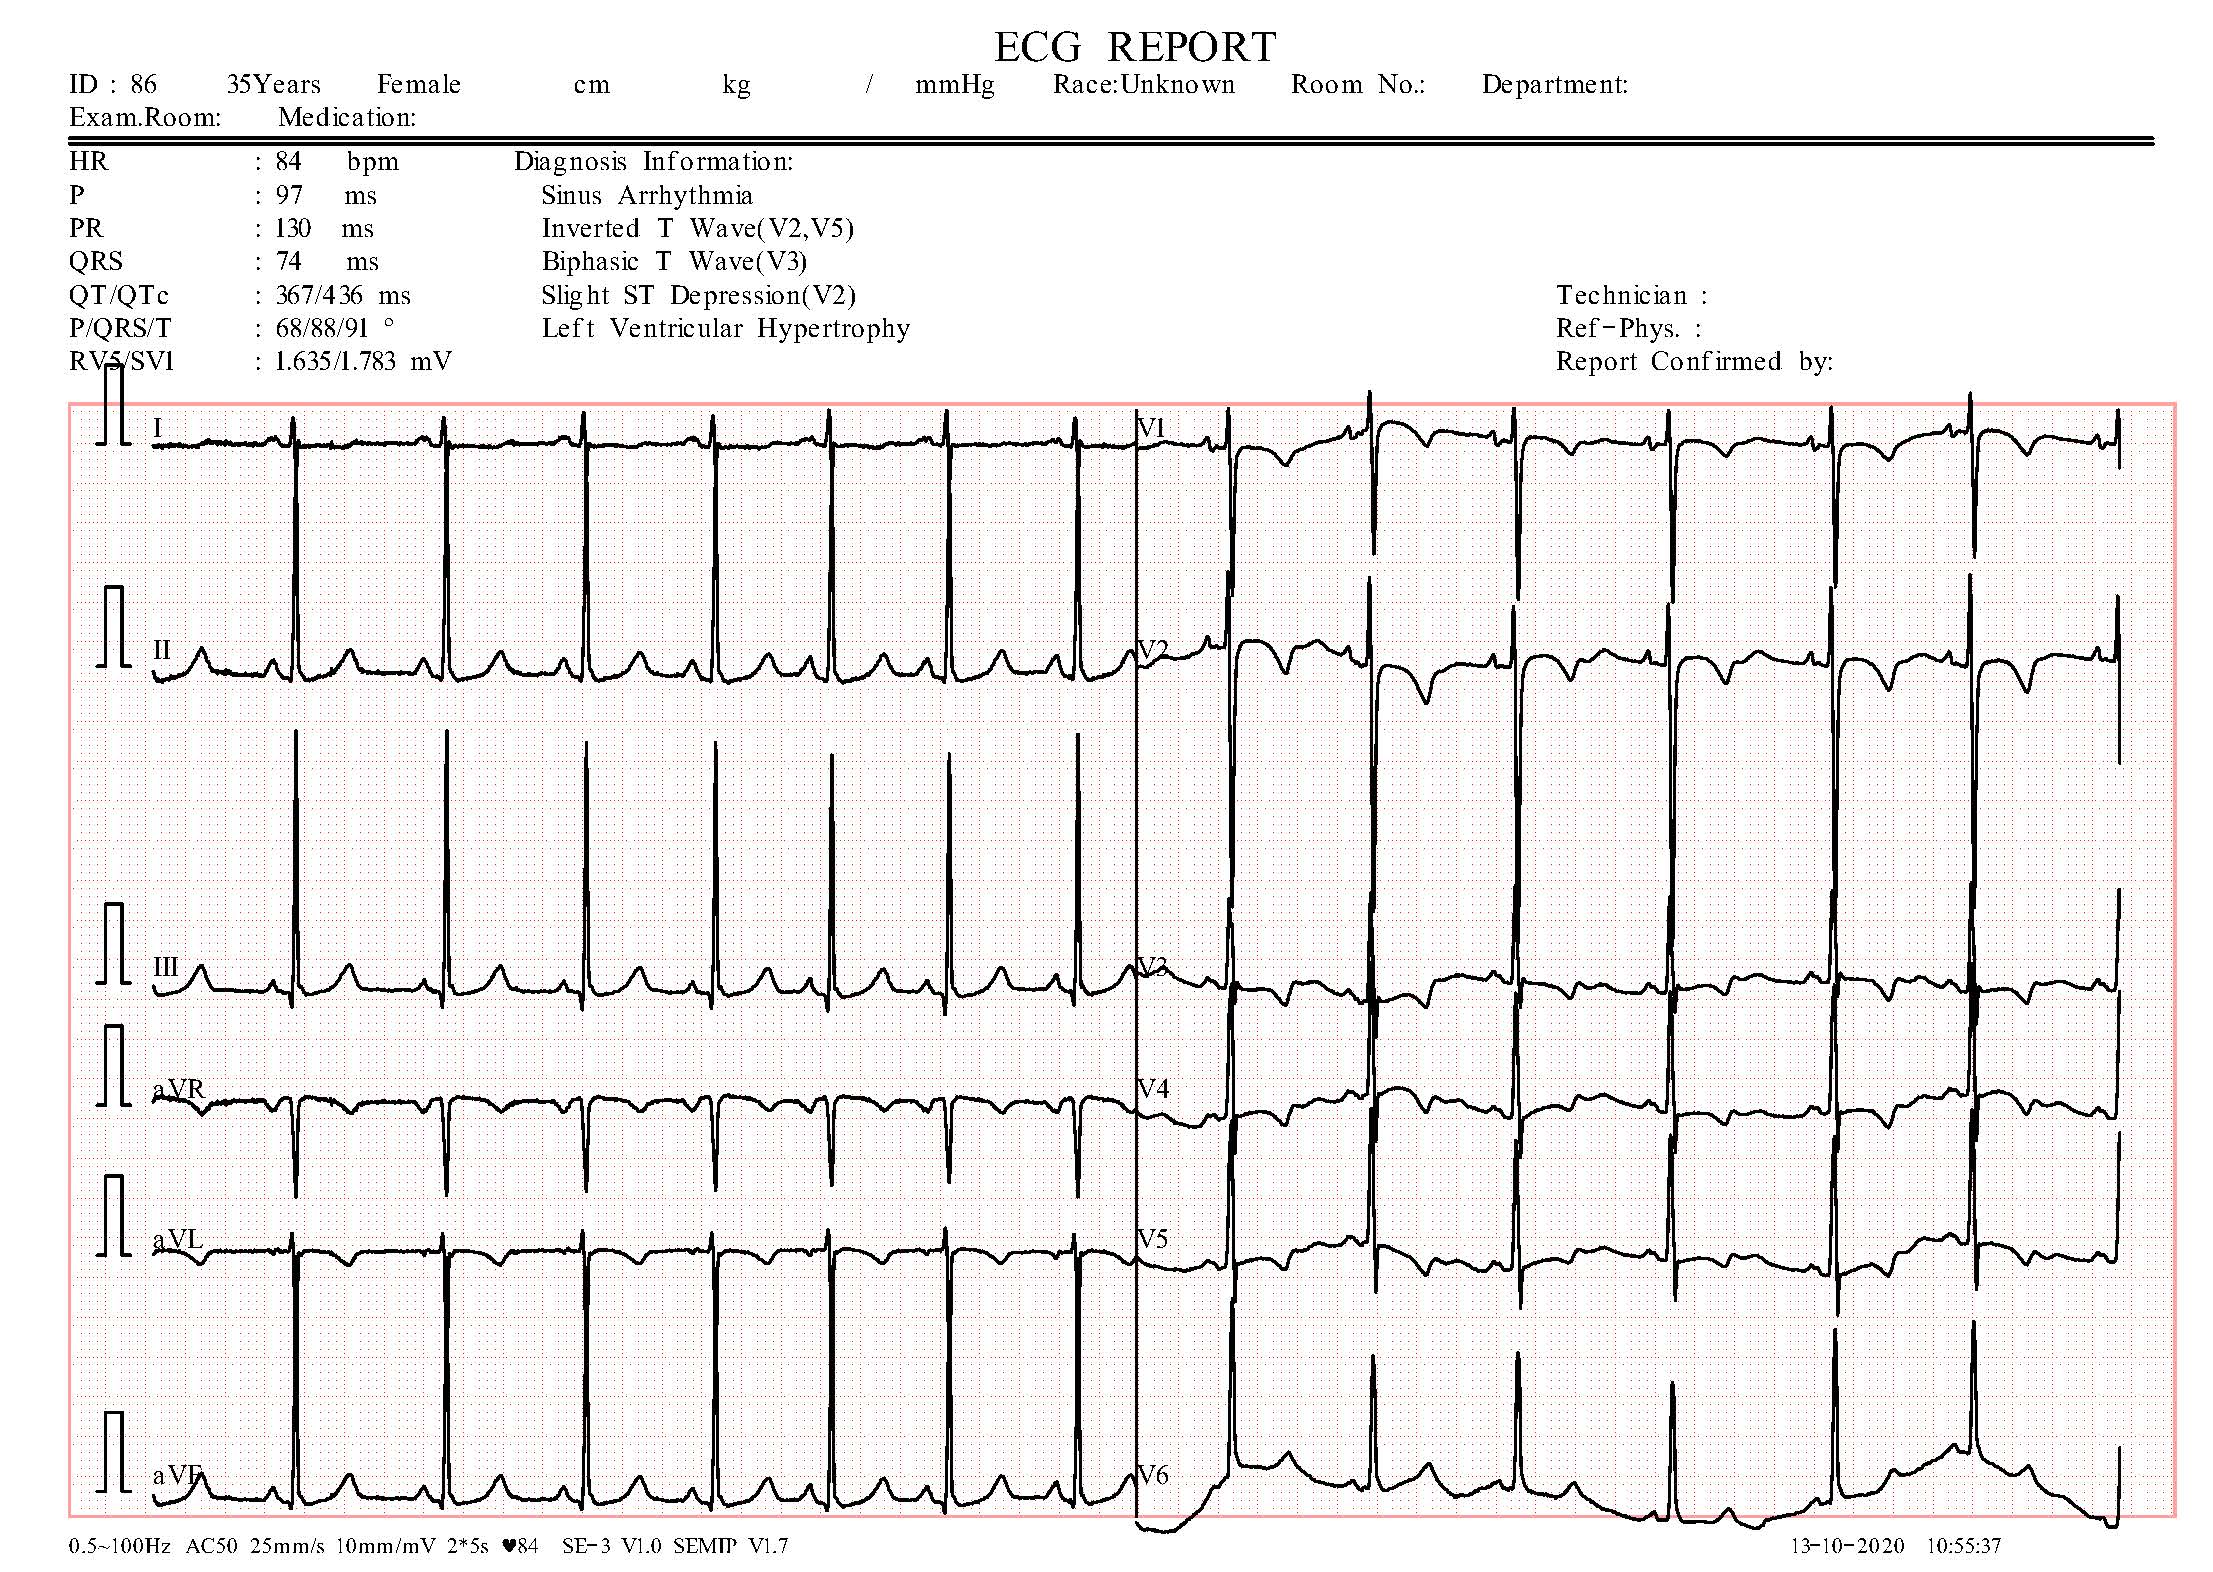 ECG REPORT
ID : 86 35Years Female cm kg / mmHg Race:Unknown Room No.: Department:
Exam.Room: Medication:
HR : 84 bpm Diagnosis Information:
P : 97 ms Sinus Arrhythmia
PR : 130 ms Inverted T Wave(V2,V5)
QRS : 74 ms Biphasic T Wave(V3)
QT/QTc : 367/436 ms Slight ST Depression(V2) Technician :
P/QRS/T : 68/88/91 ° Left Ventricular Hypertrophy Ref-Phys. :
RV5/SV1 : 1.635/1.783 mV Report Confirmed by:
I V1
II V2
III V3
aVR V4
aVL V5
aVF V6
0.5~100Hz AC50 25mm/s 10mm/mV 2*5s ♥84 SE-3 V1.0 SEMIP V1.7 13-10-2020 10:55:37